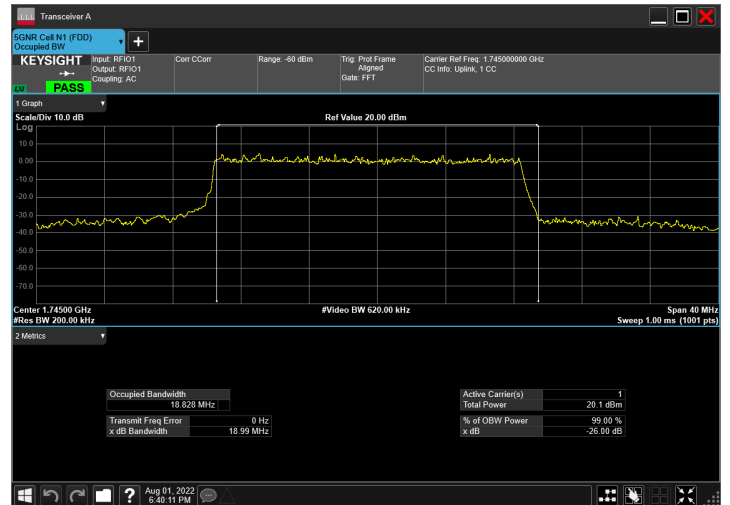 Transceiver A
5GNR Cell N1 (FDD)
Occupied BW
KEYSIGHT
LXI
PASS
Input: RFIO1
Output: RFIO1
Coupling: AC
Corr CCorr
Range: -60 dBm
Trig: Prot Frame
Aligned
Gate: FFT
Carrier Ref Freq: 1.745000000 GHz
CC Info: Uplink, 1 CC
1 Graph
Scale/Div 10.0 dB
Ref Value 20.00 dBm
Log
10.0
0.00
-10.0
-20.0
-30.0
-40.0
-50.0
-60.0
-70.0
Center 1.74500 GHz
#Video BW 620.00 kHz
Span 40 MHz
#Res BW 200.00 kHz
Sweep 1.00 ms (1001 pts)
2 Metrics
Occupied Bandwidth
18.828 MHz
Transmit Freq Error 0 Hz
x dB Bandwidth 18.99 MHz
Active Carrier(s) 1
Total Power 20.1 dBm
% of OBW Power 99.00 %
x dB -26.00 dB
Aug 01, 2022
6:40:11 PM